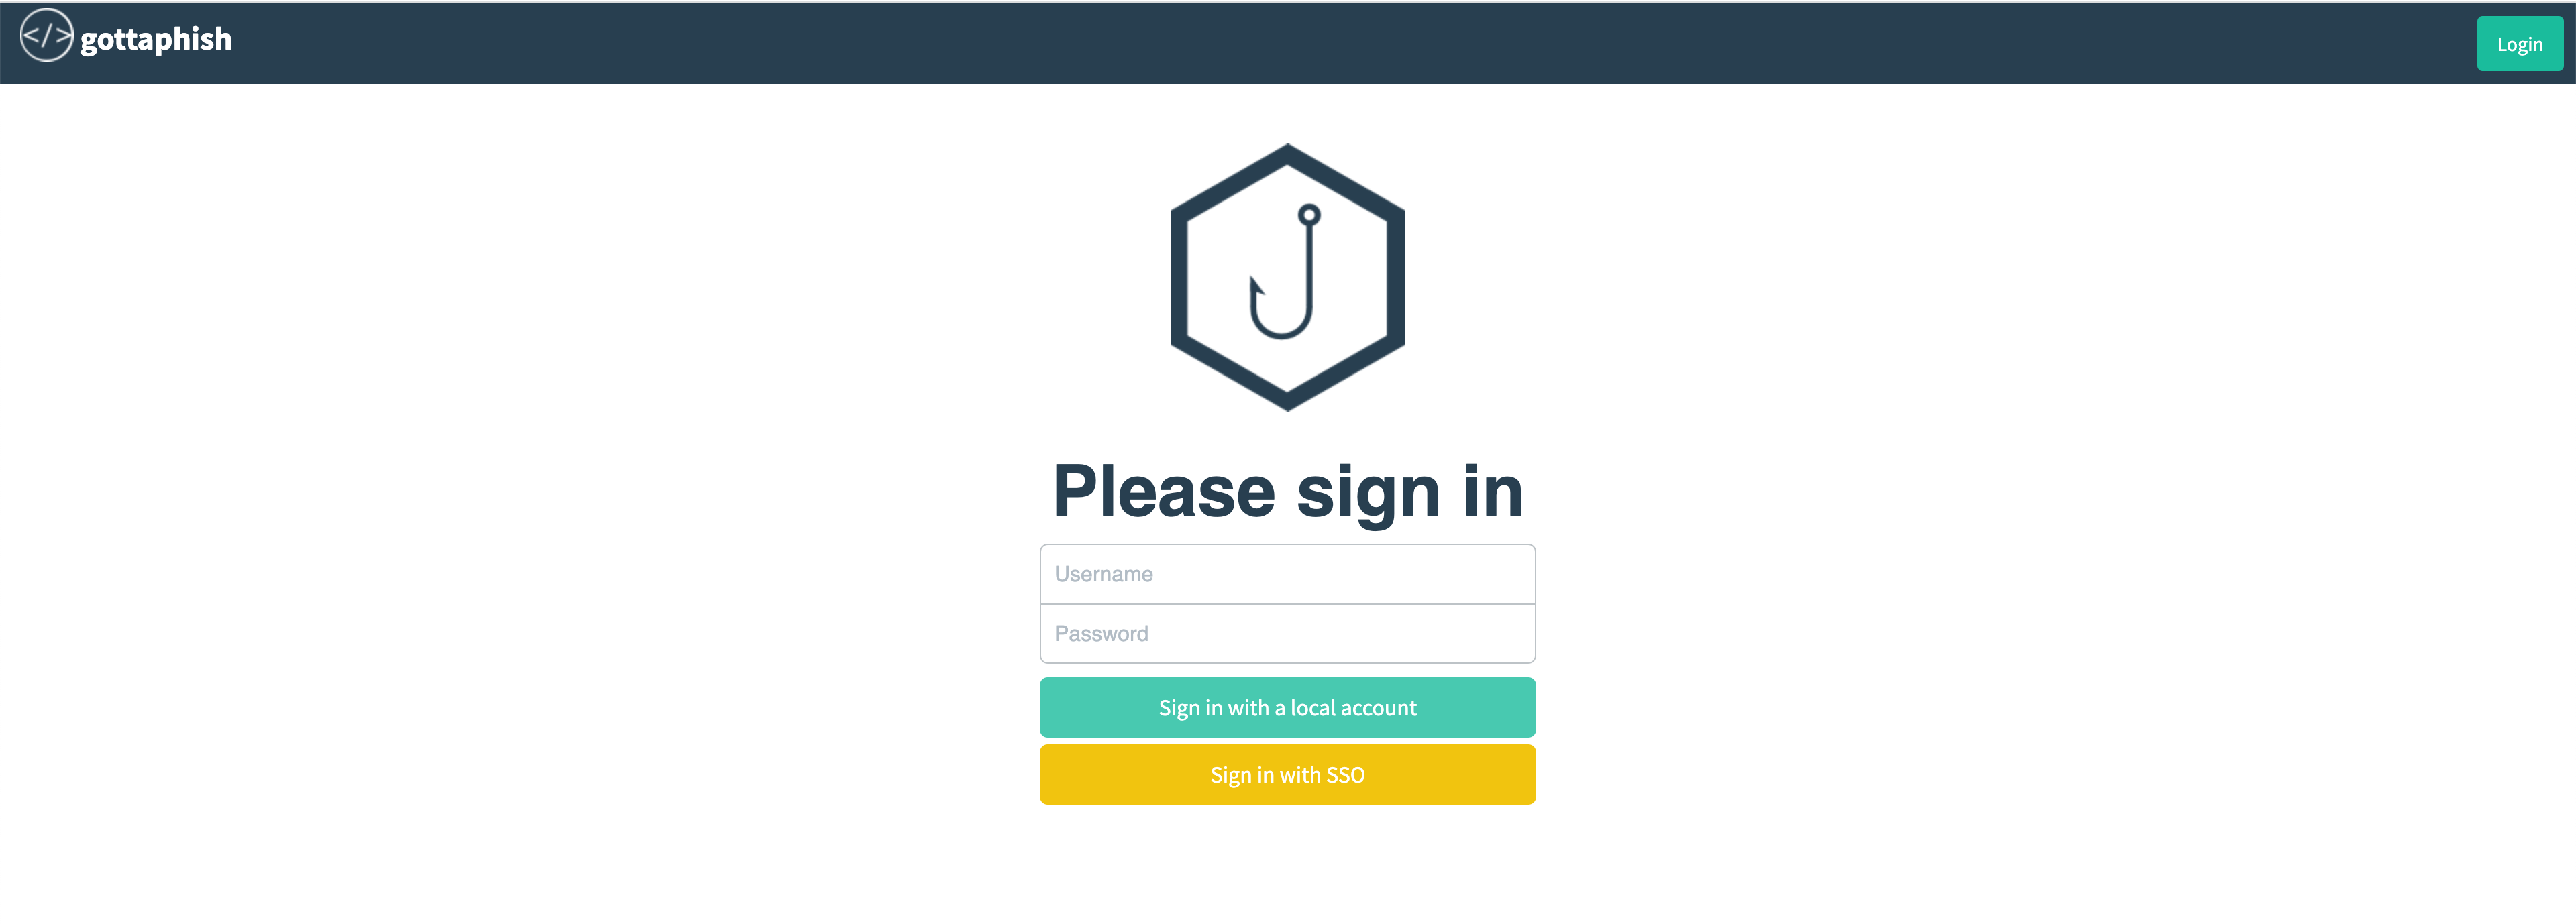 </> gottaphish
Login
Please sign in
Username
Password
Sign in with a local account
Sign in with SSO